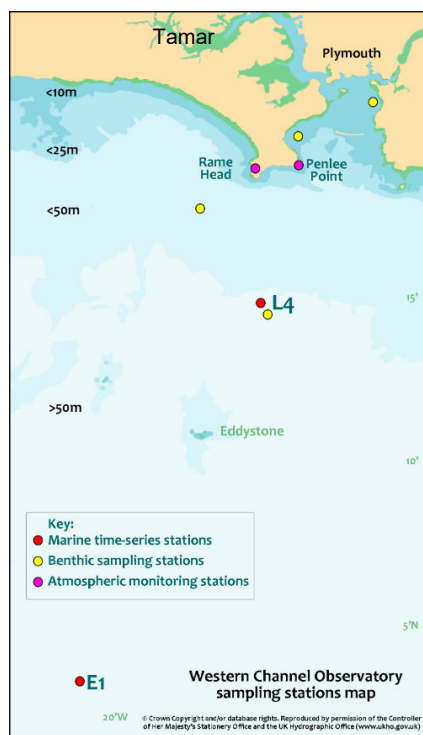 Tamar
Plymouth
<10m
<25m
Rame
Head
Penlee
Point
<50m
15'
L4
>50m
Eddystone
10'
Key:
Marine time-series stations
Benthic sampling stations
Atmospheric monitoring stations
5'N
E1
Western Channel Observatory
sampling stations map
20'W
© Crown Copyright and/or database rights. Reproduced by permission of the Controller
of Her Majesty's Stationery Office and the UK Hydrographic Office (www.ukho.gov.uk)